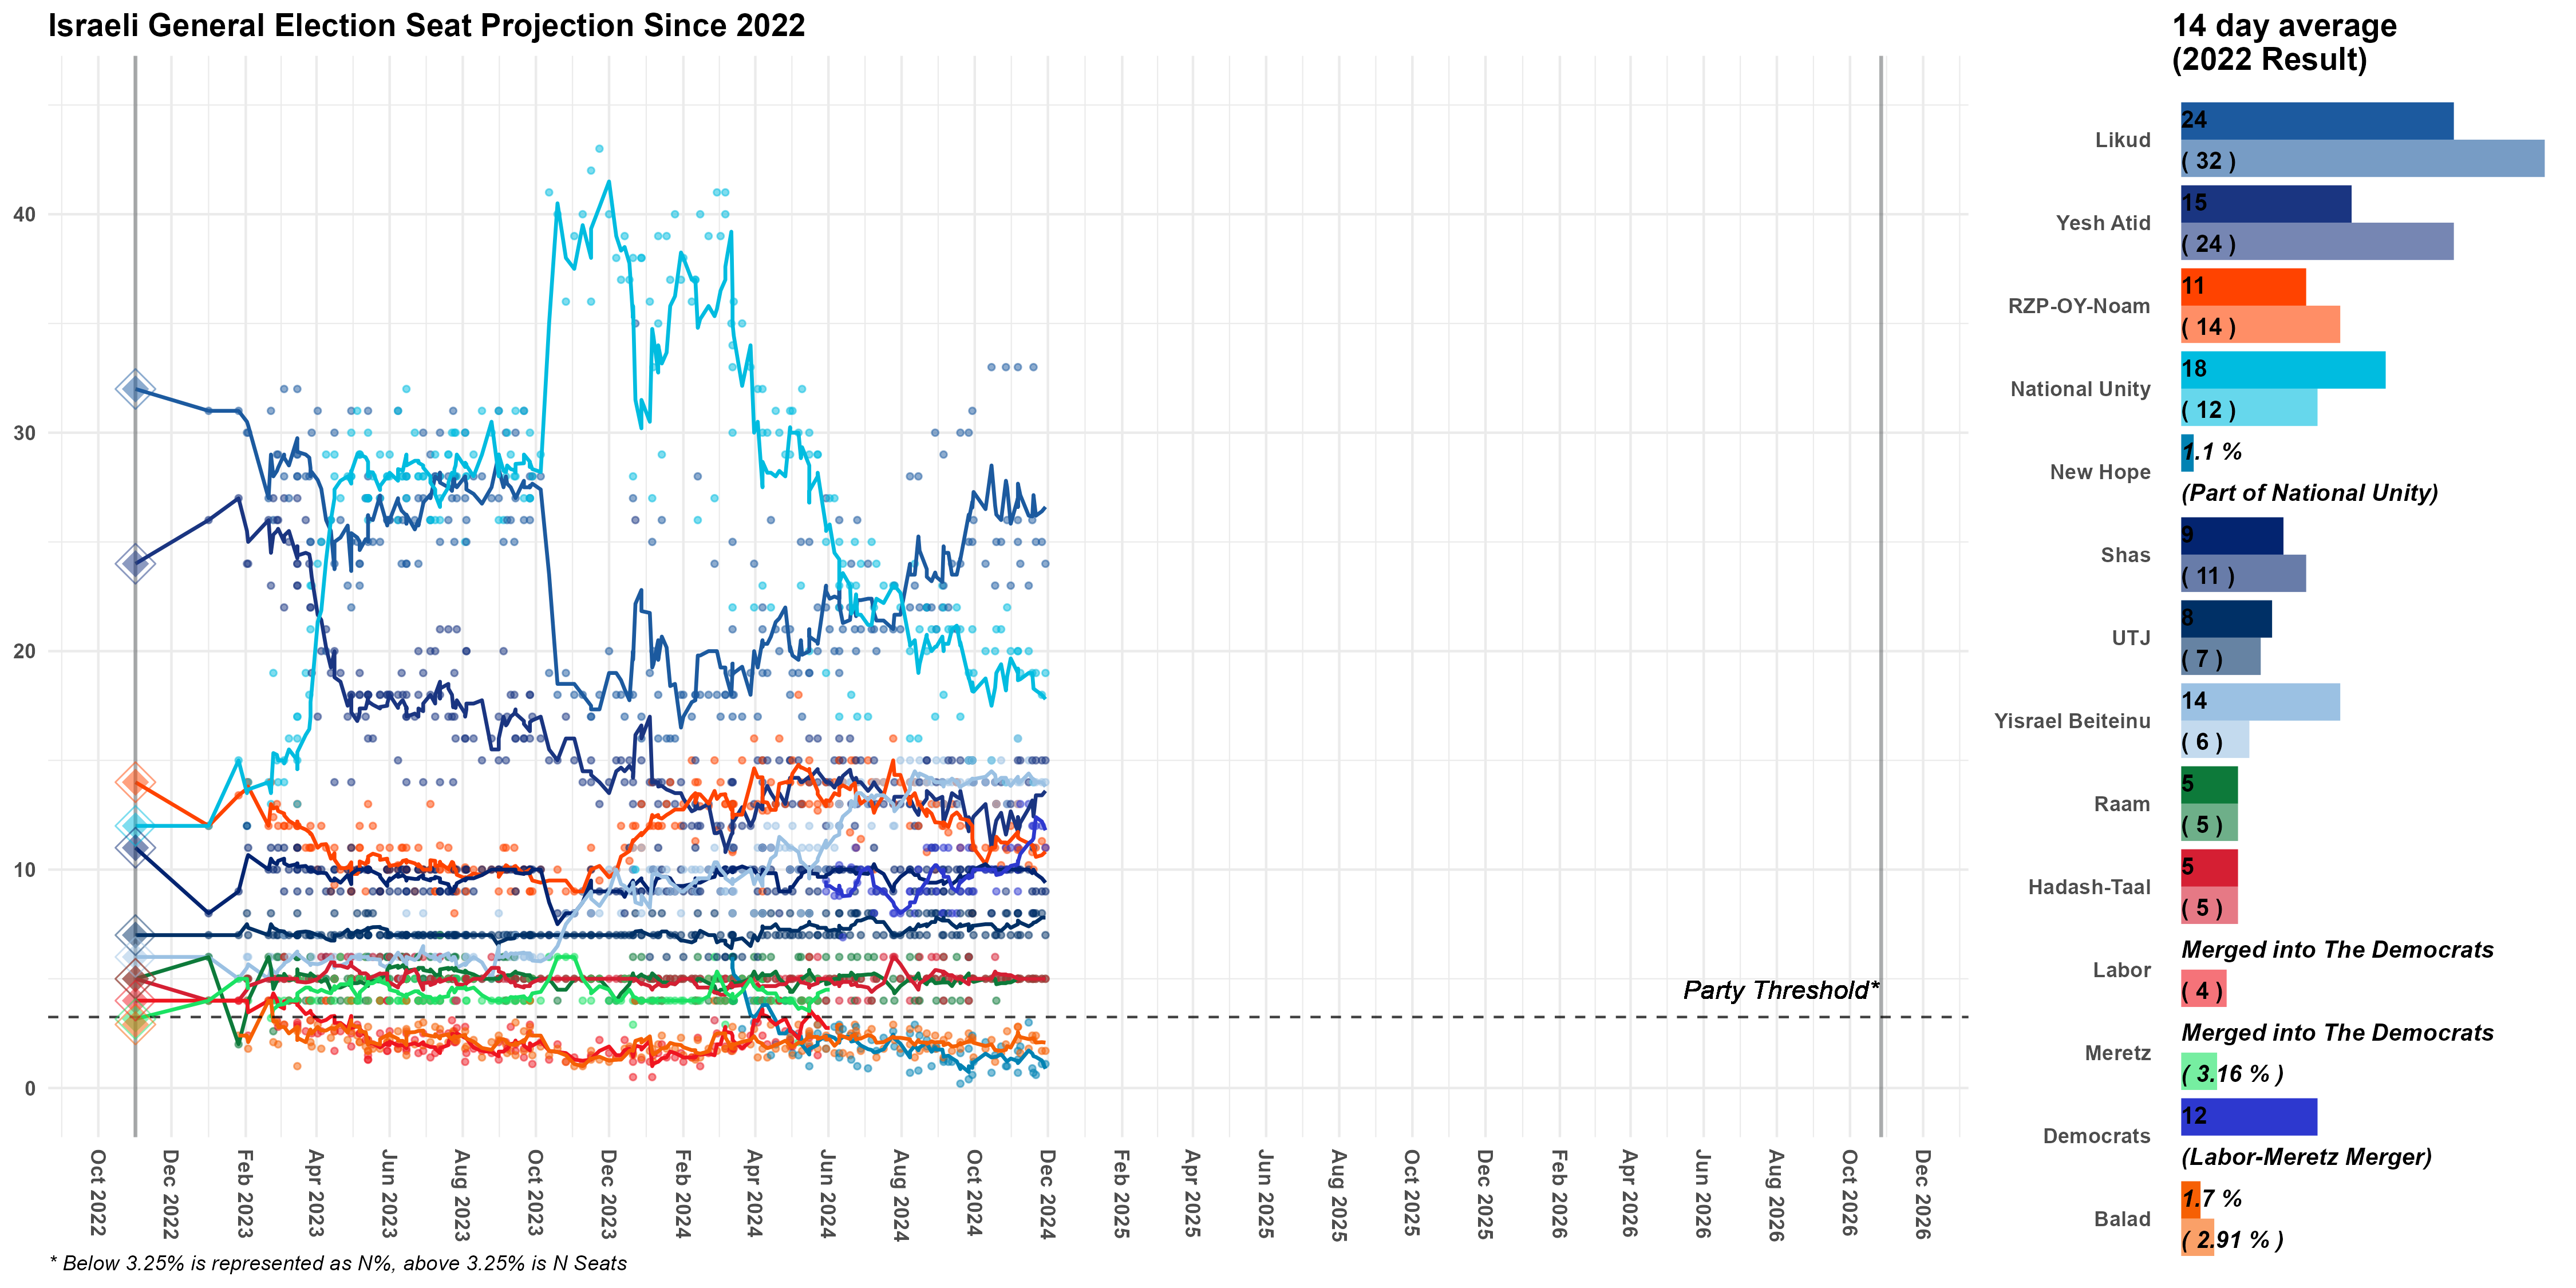 Israeli General Election Seat Projection Since 2022
14 day average
(2022 Result)
40
30
20
10
0
Party Threshold*
Oct 2022
Dec 2022
Feb 2023
Apr 2023
Jun 2023
Aug 2023
Oct 2023
Dec 2023
Feb 2024
Apr 2024
Jun 2024
Aug 2024
Oct 2024
Dec 2024
Feb 2025
Apr 2025
Jun 2025
Aug 2025
Oct 2025
Dec 2025
Feb 2026
Apr 2026
Jun 2026
Aug 2026
Oct 2026
Dec 2026
* Below 3.25% is represented as N%, above 3.25% is N Seats
Likud
24
( 32 )
Yesh Atid
15
( 24 )
RZP-OY-Noam
11
( 14 )
National Unity
18
( 12 )
New Hope
1.1 %
(Part of National Unity)
Shas
9
( 11 )
UTJ
8
( 7 )
Yisrael Beiteinu
14
( 6 )
Raam
5
( 5 )
Hadash-Taal
5
( 5 )
Labor
Merged into The Democrats
( 4 )
Meretz
Merged into The Democrats
( 3.16 % )
Democrats
12
(Labor-Meretz Merger)
Balad
1.7 %
( 2.91 % )